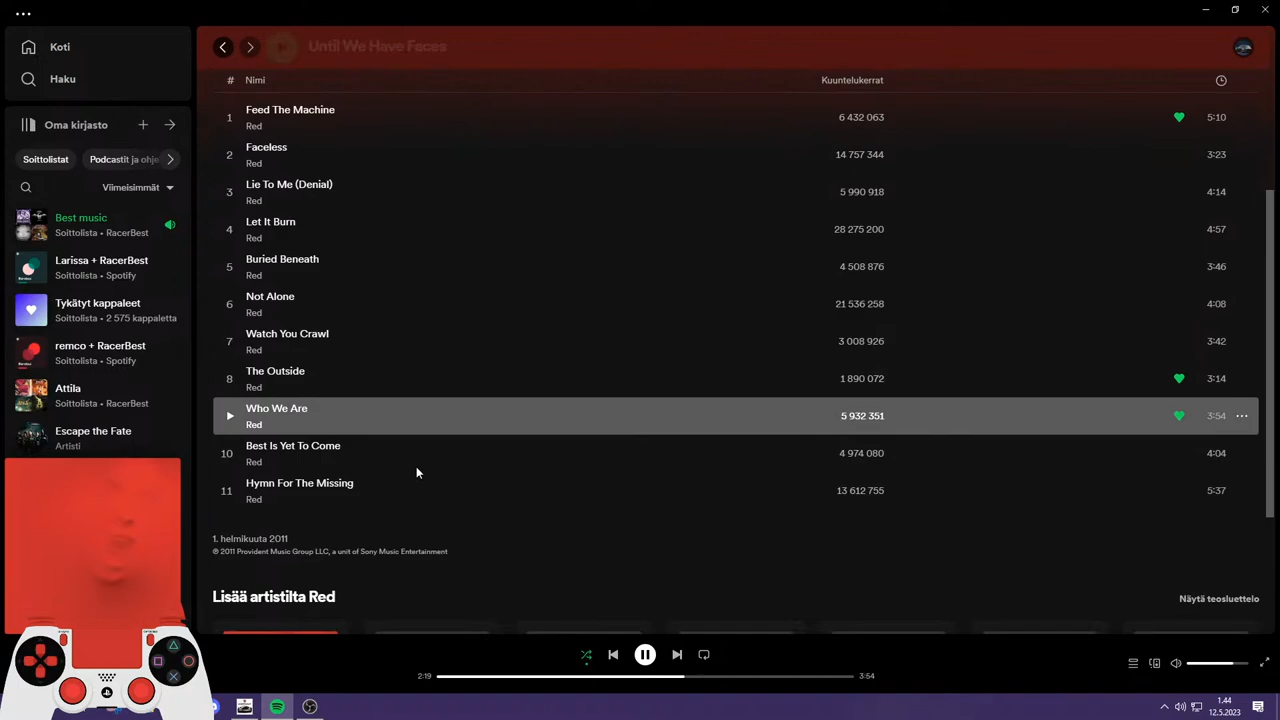 Koti
Haku
Oma kirjasto
Soittolistat
Podcastit ja ohje
Viimeisimmät
Best music
Soittolista • RacerBest
Larissa + RacerBest
Soittolista • Spotify
Tykätyt kappaleet
Soittolista • 2 575 kappaletta
remco + RacerBest
Soittolista • Spotify
Attila
Soittolista • RacerBest
Escape the Fate
Artisti
Until We Have Faces
# Nimi Kuuntelukerrat
1 Feed The Machine 6 432 063 5:10
Red
2 Faceless 14 757 344 3:23
Red
3 Lie To Me (Denial) 5 990 918 4:14
Red
4 Let It Burn 28 275 200 4:57
Red
5 Buried Beneath 4 508 876 3:46
Red
6 Not Alone 21 536 258 4:08
Red
7 Watch You Crawl 3 008 926 3:42
Red
8 The Outside 1 890 072 3:14
Red
Who We Are 5 932 351 3:54
Red
10 Best Is Yet To Come 4 974 080 4:04
Red
11 Hymn For The Missing 13 612 755 5:37
Red
1. helmikuuta 2011
℗ 2011 Provident Music Group LLC, a unit of Sony Music Entertainment
Lisää artistilta Red
Näytä teosluettelo
2:19 3:54
1.44
12.5.2023